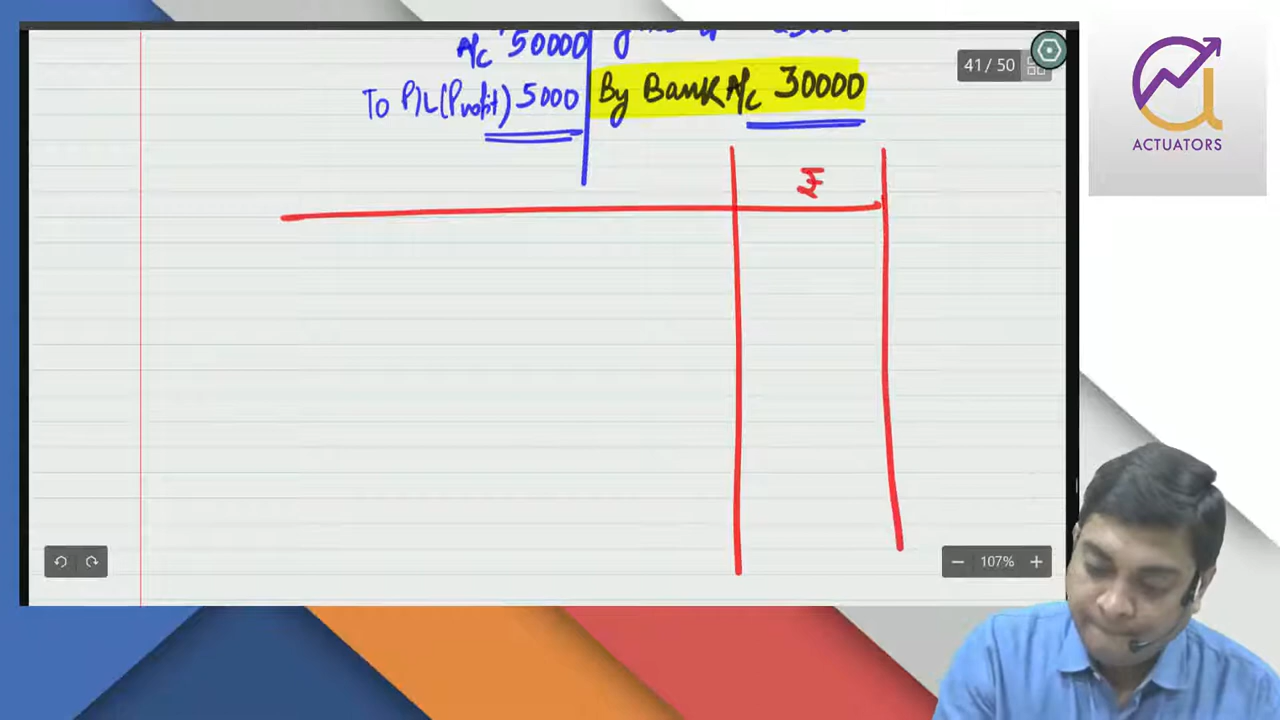 A/c 50000
To P/L (Profit) 5000 By Bank A/c 30000
₹
41 / 50
ACTUATORS
107%